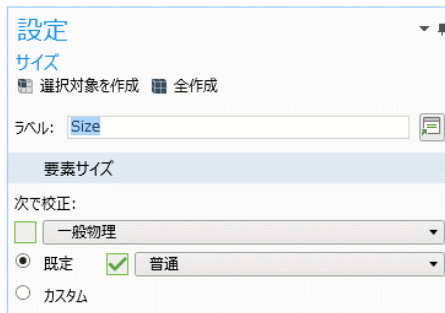 設定
サイズ
選択対象を作成 全作成
ラベル: Size
要素サイズ
次で校正:
一般物理
既定 普通
カスタム